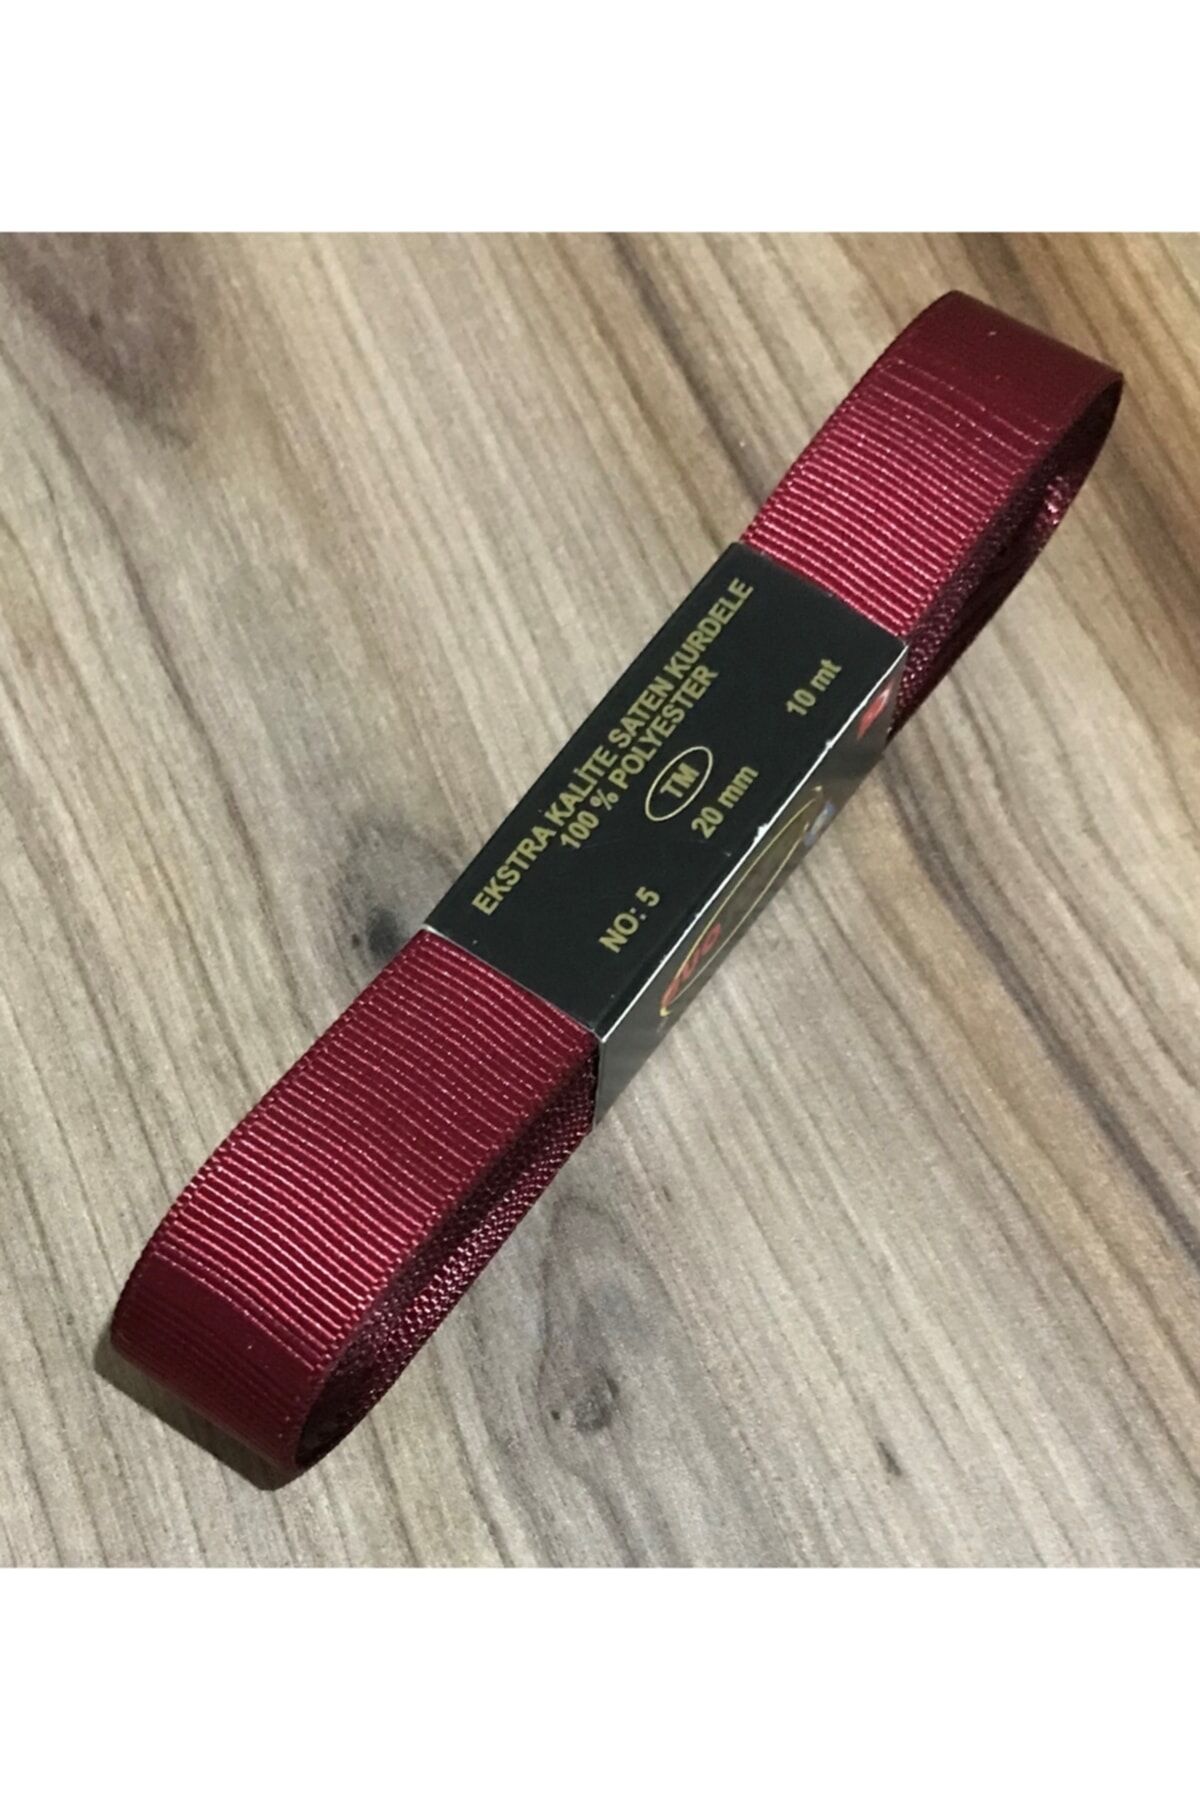 EKSTRA KALİTE SATEN KURDELE
100 % POLYESTER
TM
NO: 5 20 mm 10 mt